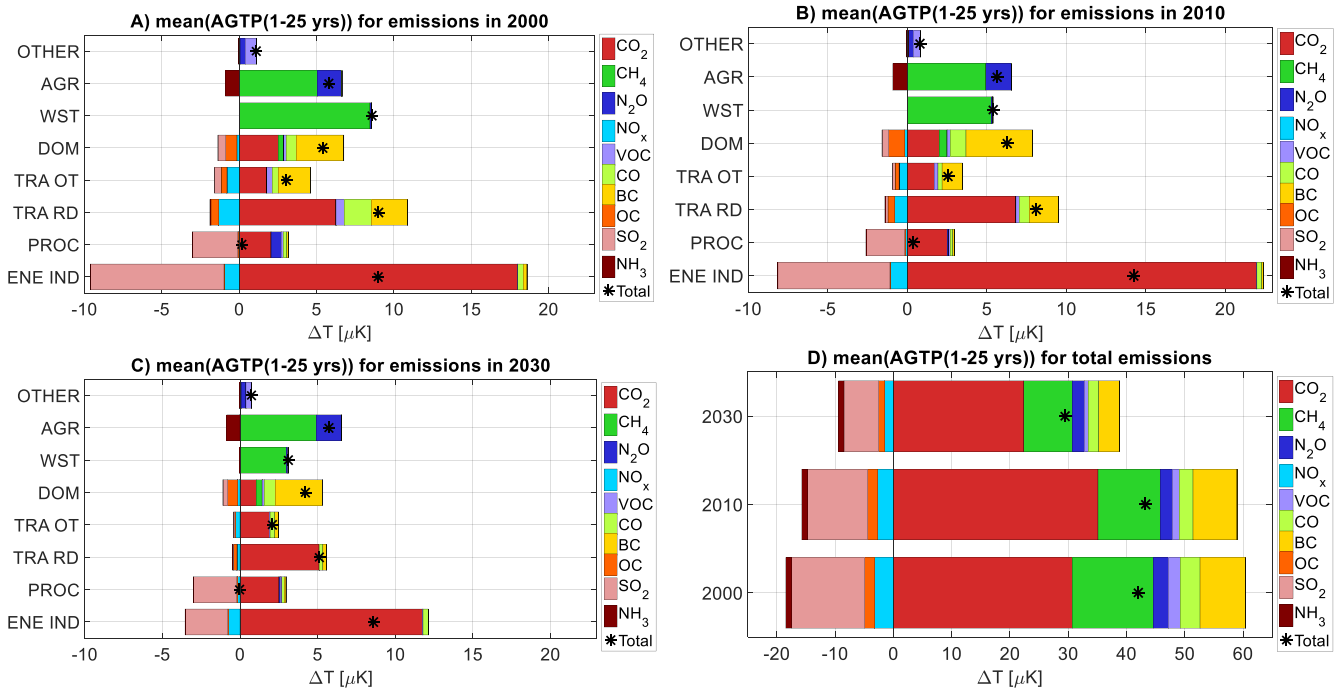 A) mean(AGTP(1-25 yrs)) for emissions in 2000
OTHER
AGR
WST
DOM
TRA OT
TRA RD
PROC
ENE IND
-10 -5 0 5 10 15 20
ΔT [μK]
CO2
CH4
N2O
NOx
VOC
CO
BC
OC
SO2
NH3
Total
B) mean(AGTP(1-25 yrs)) for emissions in 2010
OTHER
AGR
WST
DOM
TRA OT
TRA RD
PROC
ENE IND
-10 -5 0 5 10 15 20
ΔT [μK]
CO2
CH4
N2O
NOx
VOC
CO
BC
OC
SO2
NH3
Total
C) mean(AGTP(1-25 yrs)) for emissions in 2030
OTHER
AGR
WST
DOM
TRA OT
TRA RD
PROC
ENE IND
-10 -5 0 5 10 15 20
ΔT [μK]
CO2
CH4
N2O
NOx
VOC
CO
BC
OC
SO2
NH3
Total
D) mean(AGTP(1-25 yrs)) for total emissions
2030
2010
2000
-20 -10 0 10 20 30 40 50 60
ΔT [μK]
CO2
CH4
N2O
NOx
VOC
CO
BC
OC
SO2
NH3
Total